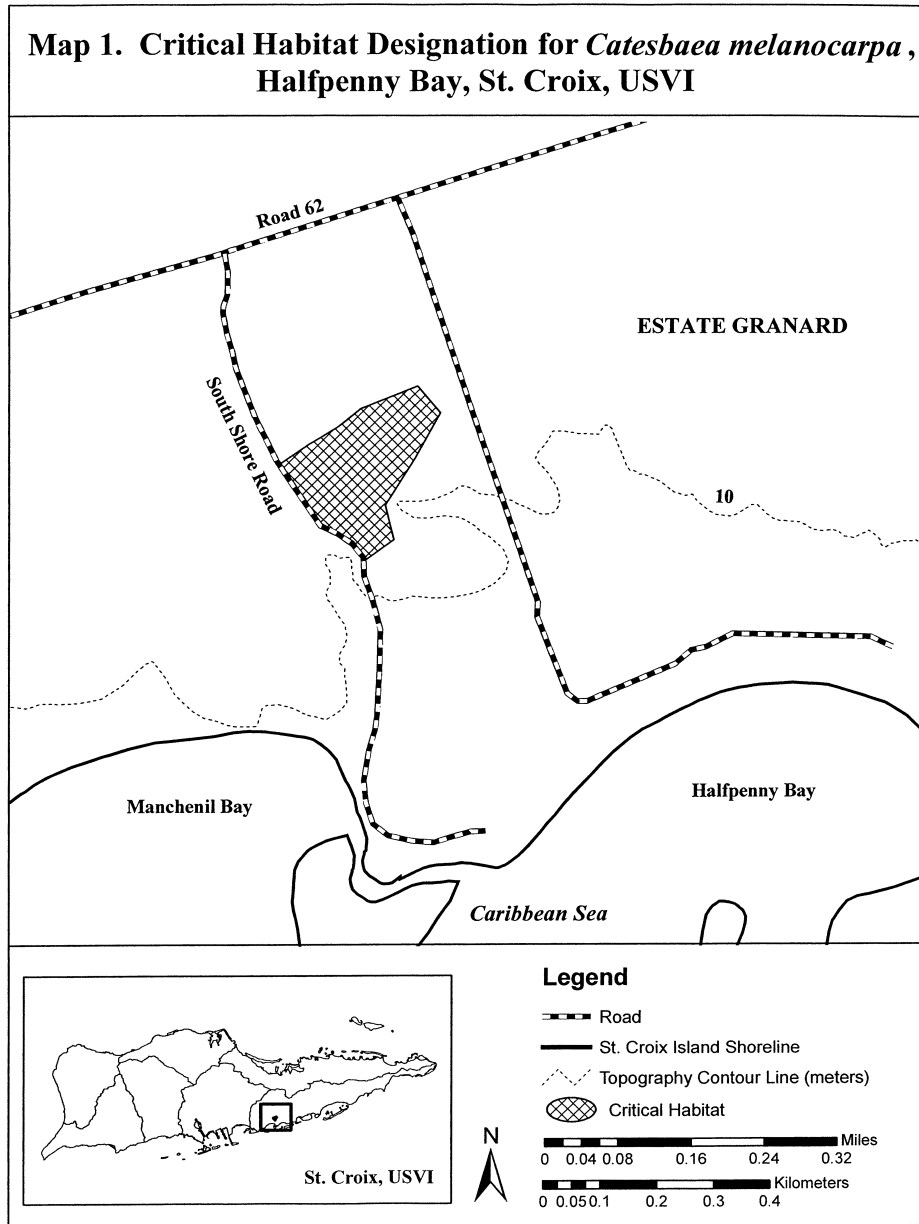 Map 1. Critical Habitat Designation for Catesbaea melanocarpa ,
Halfpenny Bay, St. Croix, USVI
Road 62
ESTATE GRANARD
South Shore Road
10
Manchenil Bay
Halfpenny Bay
Caribbean Sea
St. Croix, USVI
N
Legend
Road
St. Croix Island Shoreline
Topography Contour Line (meters)
Critical Habitat
Miles
0 0.04 0.08 0.16 0.24 0.32
Kilometers
0 0.05 0.1 0.2 0.3 0.4